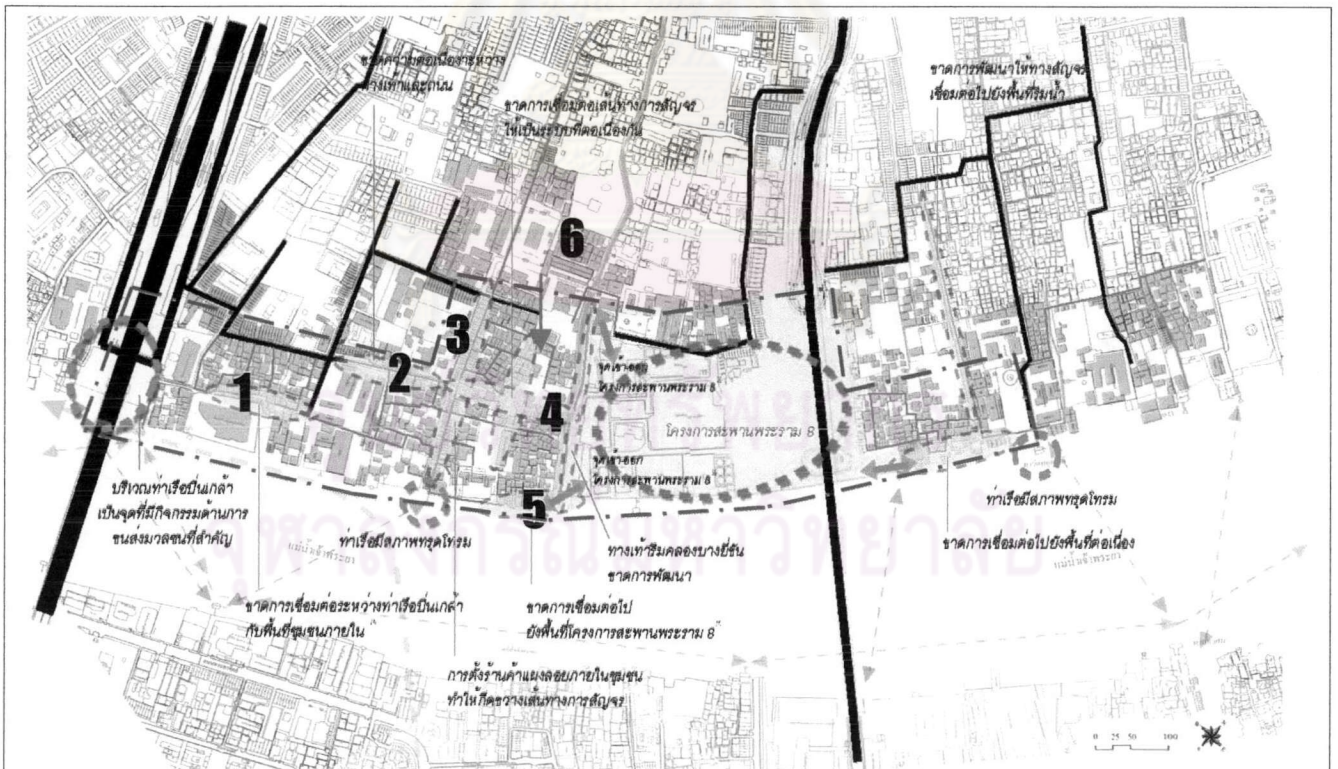 ขาดความต่อเนื่องระหว่าง
ทางเท้าและถนน
ขาดการเชื่อมต่อเส้นทางการสัญจร
ให้เป็นระบบที่ต่อเนื่องกัน
ขาดการพัฒนาให้ทางสัญจร
เชื่อมต่อไปยังพื้นที่ริมน้ำ
6
3
2
1
4
5
จุดเข้า-ออก
โครงการสะพานพระราม 8
โครงการสะพานพระราม 8
จุดเข้า-ออก
โครงการสะพานพระราม 8
บริเวณท่าเรือปิ่นเกล้า
เป็นจุดที่มีกิจกรรมด้านการ
ขนส่งมวลชนที่สำคัญ
ท่าเรือมีสภาพทรุดโทรม
ทางเท้าริมคลองบางยี่ขัน
ขาดการพัฒนา
ท่าเรือมีสภาพทรุดโทรม
ขาดการเชื่อมต่อไปยังพื้นที่ต่อเนื่อง
แม่น้ำเจ้าพระยา
แม่น้ำเจ้าพระยา
จุฬาลงกรณ์มหาวิทยาลัย
ขาดการเชื่อมต่อระหว่างท่าเรือปิ่นเกล้า
กับพื้นที่ชุมชนภายใน
ขาดการเชื่อมต่อไป
ยังพื้นที่โครงการสะพานพระราม 8
การตั้งร้านค้าแผงลอยภายในชุมชน
ทำให้กีดขวางเส้นทางการสัญจร
0 25 50 100